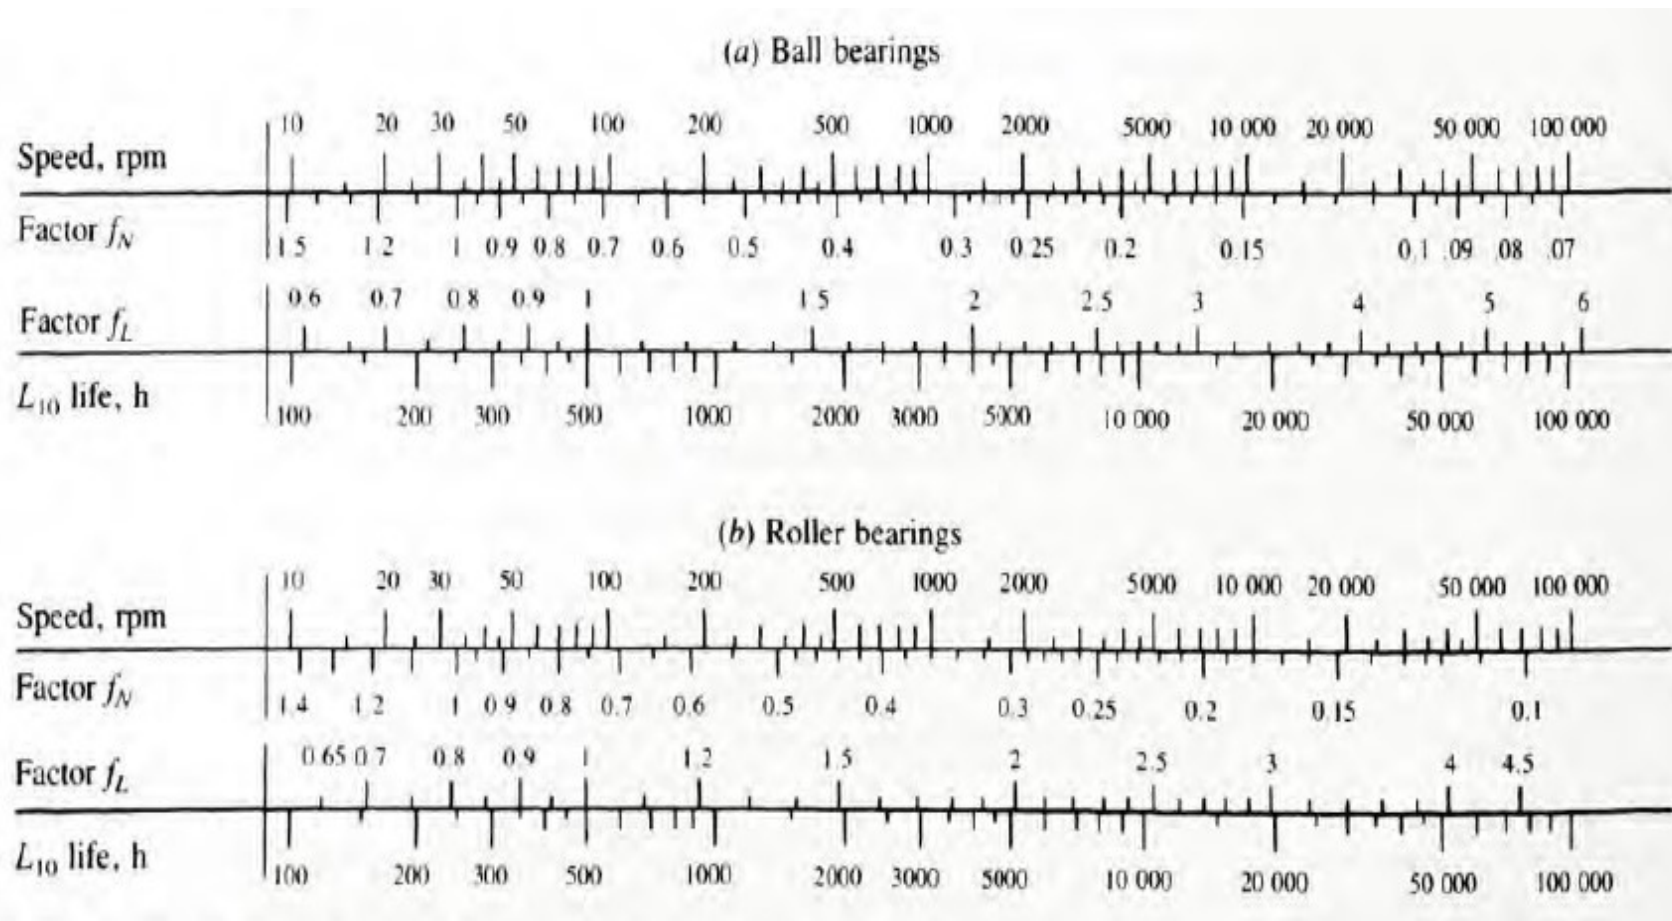 (a) Ball bearings
10 20 30 50 100 200 500 1000 2000 5000 10 000 20 000 50 000 100 000
Speed, rpm
Factor f_N
1.5 1.2 1 0.9 0.8 0.7 0.6 0.5 0.4 0.3 0.25 0.2 0.15 0.1 .09 .08 .07
0.6 0.7 0.8 0.9 1 1.5 2 2.5 3 4 5 6
Factor f_L
L_10 life, h
100 200 300 500 1000 2000 3000 5000 10 000 20 000 50 000 100 000
(b) Roller bearings
10 20 30 50 100 200 500 1000 2000 5000 10 000 20 000 50 000 100 000
Speed, rpm
Factor f_N
1.4 1.2 1 0.9 0.8 0.7 0.6 0.5 0.4 0.3 0.25 0.2 0.15 0.1
0.65 0.7 0.8 0.9 1 1.2 1.5 2 2.5 3 4 4.5
Factor f_L
L_10 life, h
100 200 300 500 1000 2000 3000 5000 10 000 20 000 50 000 100 000